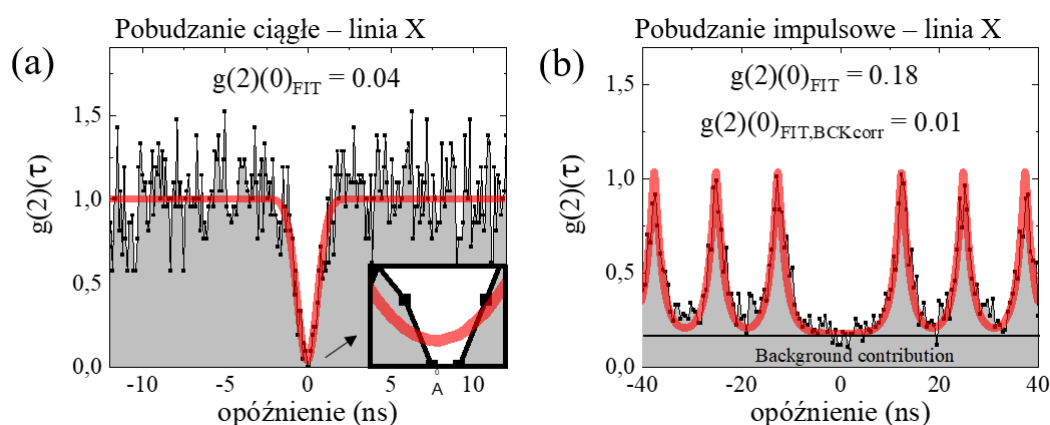 Pobudzanie ciągłe – linia X
(a)
g(2)(0)FIT = 0.04
1,5
1,0
0,5
0,0
g(2)(τ)
-10
-5
0
5
10
A
opóźnienie (ns)
Pobudzanie impulsowe – linia X
(b)
g(2)(0)FIT = 0.18
g(2)(0)FIT,BCKcorr = 0.01
1,5
1,0
0,5
0,0
g(2)(τ)
Background contribution
-40
-20
0
20
40
opóźnienie (ns)